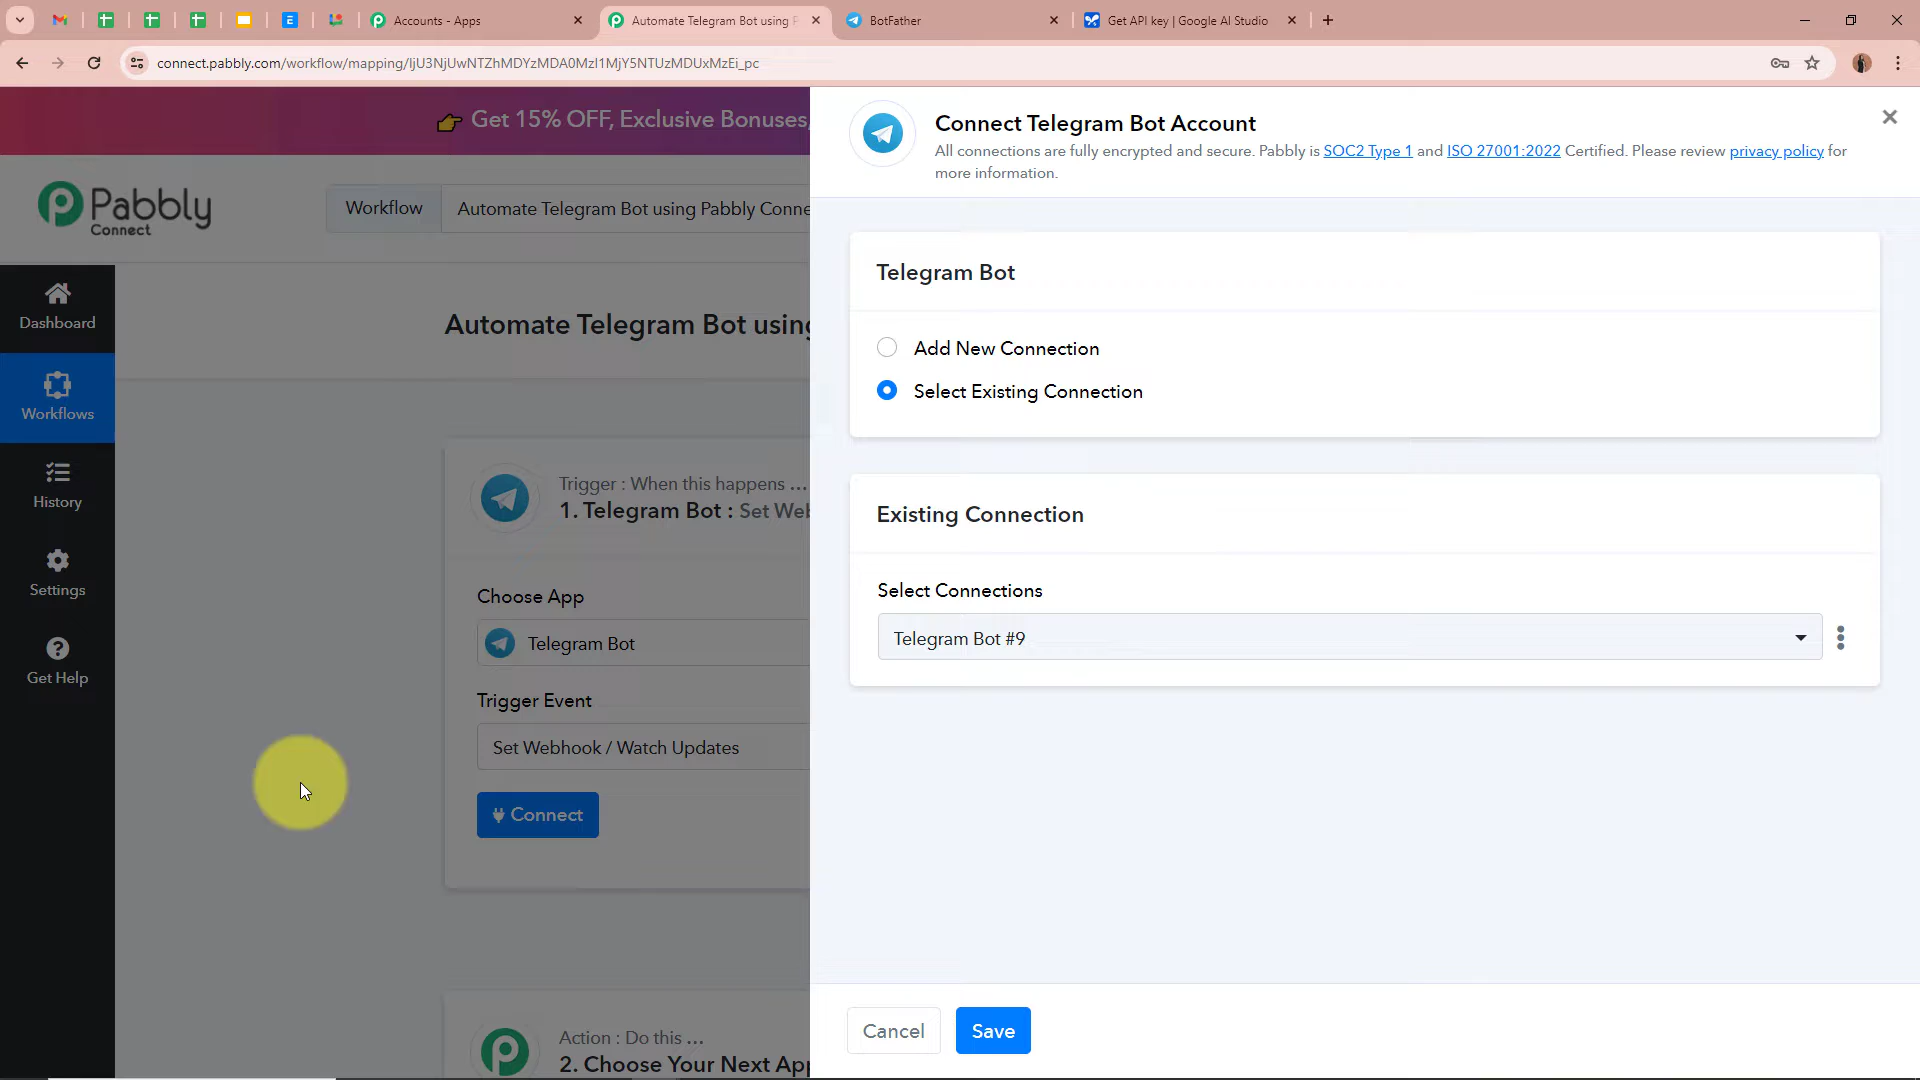 Accounts - Apps
Automate Telegram Bot using P
BotFather
Get API key | Google AI Studio
connect.pabbly.com/workflow/mapping/IjU3NjUwNTZhMDYzMDA0MzI1MjY5NTUzMDUxMzEi_pc
👉 Get 15% OFF, Exclusive Bonuses,
Pabbly
Connect
Workflow
Automate Telegram Bot using Pabbly Conne
Dashboard
Workflows
History
Settings
Get Help
Automate Telegram Bot using
Trigger : When this happens ...
1. Telegram Bot : Set Web
Choose App
Telegram Bot
Trigger Event
Set Webhook / Watch Updates
Connect
Action : Do this ...
2. Choose Your Next App
Connect Telegram Bot Account
All connections are fully encrypted and secure. Pabbly is SOC2 Type 1 and ISO 27001:2022 Certified. Please review privacy policy for
more information.
Telegram Bot
Add New Connection
Select Existing Connection
Existing Connection
Select Connections
Telegram Bot #9
Cancel
Save